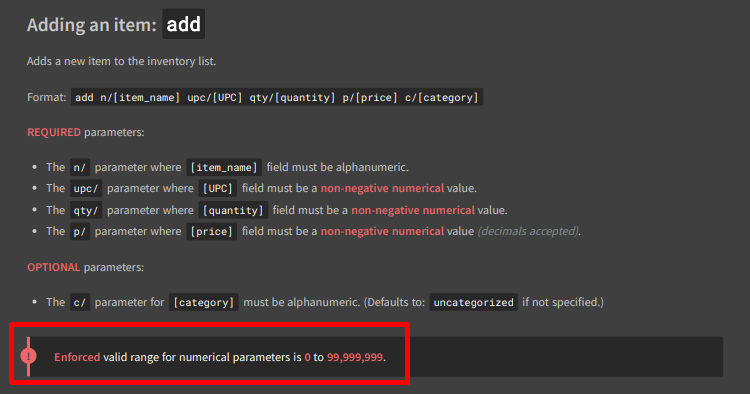 Adding an item: add
Adds a new item to the inventory list.
Format: add n/[item_name] upc/[UPC] qty/[quantity] p/[price] c/[category]
REQUIRED parameters:
• The n/ parameter where [item_name] field must be alphanumeric.
• The upc/ parameter where [UPC] field must be a non-negative numerical value.
• The qty/ parameter where [quantity] field must be a non-negative numerical value.
• The p/ parameter where [price] field must be a non-negative numerical value (decimals accepted).
OPTIONAL parameters:
• The c/ parameter for [category] must be alphanumeric. (Defaults to: uncategorized if not specified.)
! Enforced valid range for numerical parameters is 0 to 99,999,999.